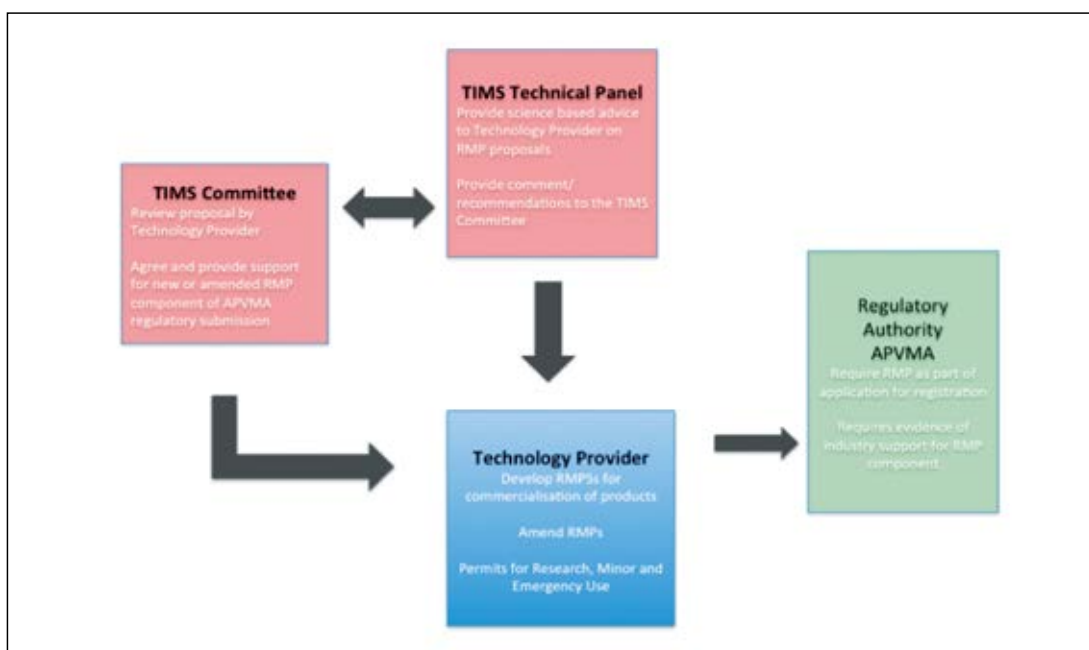 TIMS Technical Panel
Provide science based advice
to Technology Provider on
RMP proposals
Provide comment/
recommendations to the TIMS
Committee
TIMS Committee
Review proposal by
Technology Provider
Agree and provide support
for new or amended RMP
component of APVMA
regulatory submission
Regulatory
Authority
APVMA
Require RMP as part of
application for registration
Requires evidence of
industry support for RMP
component.
Technology Provider
Develop RMPSs for
commercialisation of products
Amend RMPs
Permits for Research, Minor and
Emergency Use